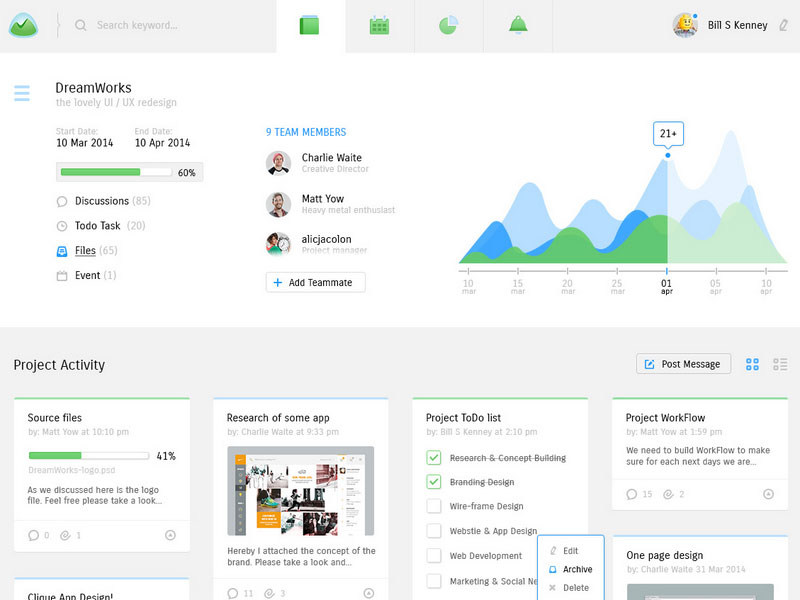 Search keyword...
Bill S Kenney
DreamWorks
the lovely UI / UX redesign
Start Date:
End Date:
10 Mar 2014
10 Apr 2014
60%
Discussions (85)
Todo Task (20)
Files (65)
Event (1)
9 TEAM MEMBERS
Charlie Waite
Creative Director
Matt Yow
Heavy metal enthusiast
alicjacolon
Project manager
+ Add Teammate
21+
10 mar
15 mar
20 mar
25 mar
01 apr
05 apr
10 apr
Project Activity
Post Message
Source files
by: Matt Yow at 10:10 pm
41%
DreamWorks-logo.psd
As we discussed here is the logo
file. Feel free please take a look...
0 1
Clique App Design!
Research of some app
by: Charlie Waite at 9:33 pm
Hereby I attached the concept of the
brand. Please take a look...
11 3
Project ToDo list
by: Bill S Kenney at 2:10 pm
Research & Concept Building
Branding Design
Wire-frame Design
Webstie & App Design
Web Development
Marketing & Social Ne
Edit
Archive
Delete
Project WorkFlow
by: Matt Yow at 1:59 pm
We need to build WorkFlow to make
sure for each next days we are...
15 2
One page design
by: Charlie Waite 31 Mar 2014